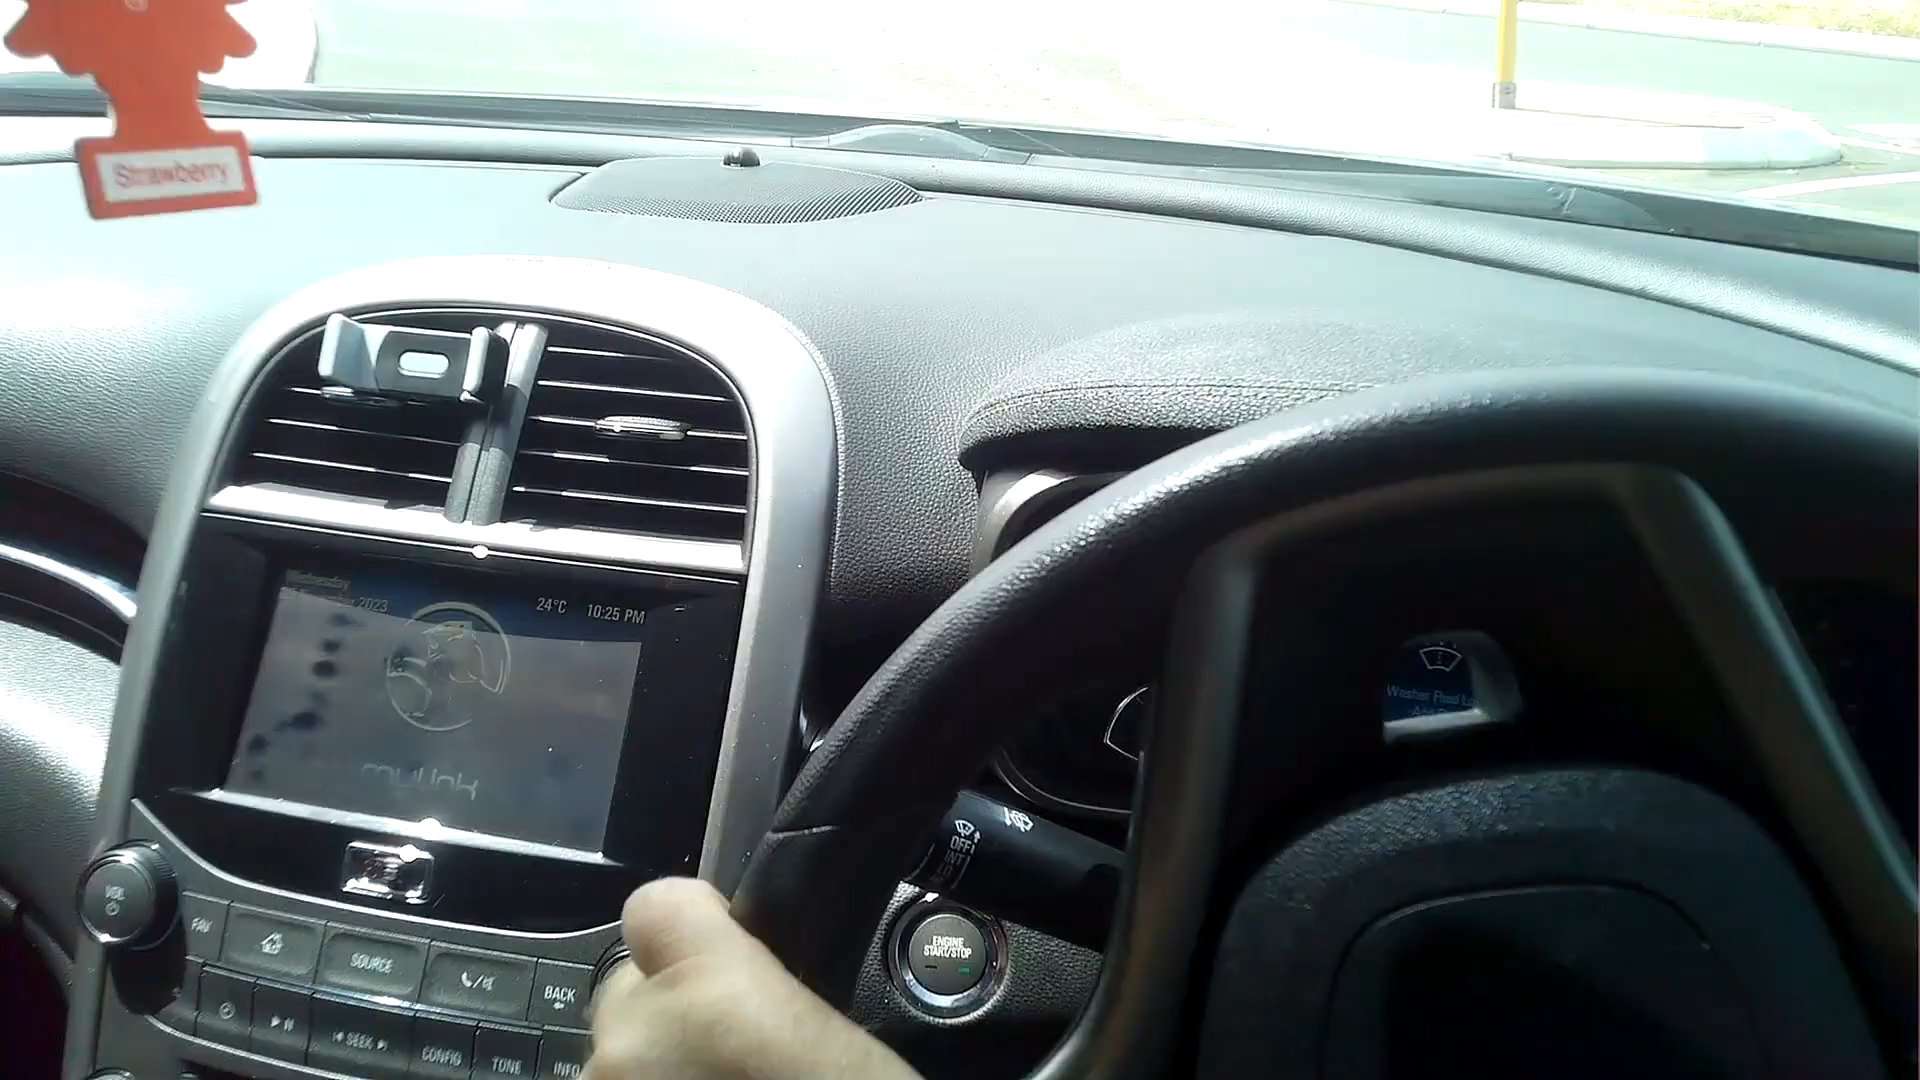 Strawberry
Wednesday
2023
24°C 10:25 PM
mylink
Washer Fluid
OFF
INT
ENGINE
START/STOP
VOL
FAV
SOURCE
BACK
SEEK
CONFIG
TONE
INFO